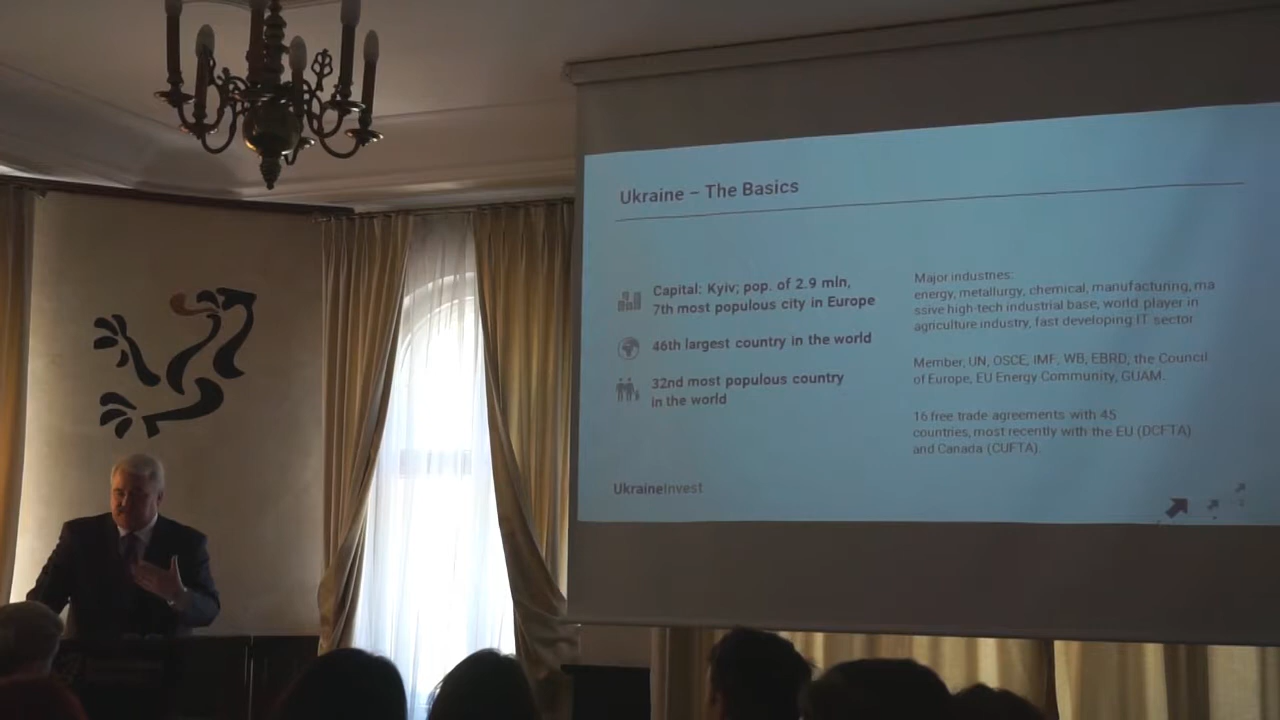 Ukraine – The Basics
Capital: Kyiv; pop. of 2.9 mln,
7th most populous city in Europe
46th largest country in the world
32nd most populous country
in the world
Major industries:
energy, metallurgy, chemical, manufacturing, ma
ssive high-tech industrial base, world player in
agriculture industry, fast developing IT sector
Member, UN, OSCE, IMF, WB, EBRD, the Council
of Europe, EU Energy Community, GUAM.
16 free trade agreements with 45
countries, most recently with the EU (DCFTA)
and Canada (CUFTA).
UkraineInvest